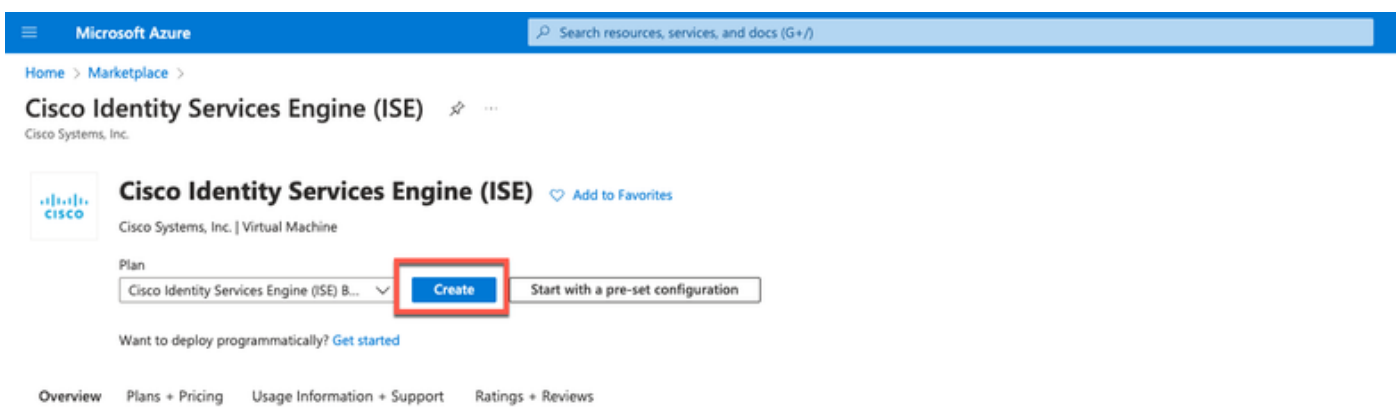 Microsoft Azure
Search resources, services, and docs (G+/)
Home > Marketplace >
Cisco Identity Services Engine (ISE) ...
Cisco Systems, Inc.
CISCO
Cisco Identity Services Engine (ISE) Add to Favorites
Cisco Systems, Inc. | Virtual Machine
Plan
Cisco Identity Services Engine (ISE) B... Create Start with a pre-set configuration
Want to deploy programmatically? Get started
Overview Plans + Pricing Usage Information + Support Ratings + Reviews